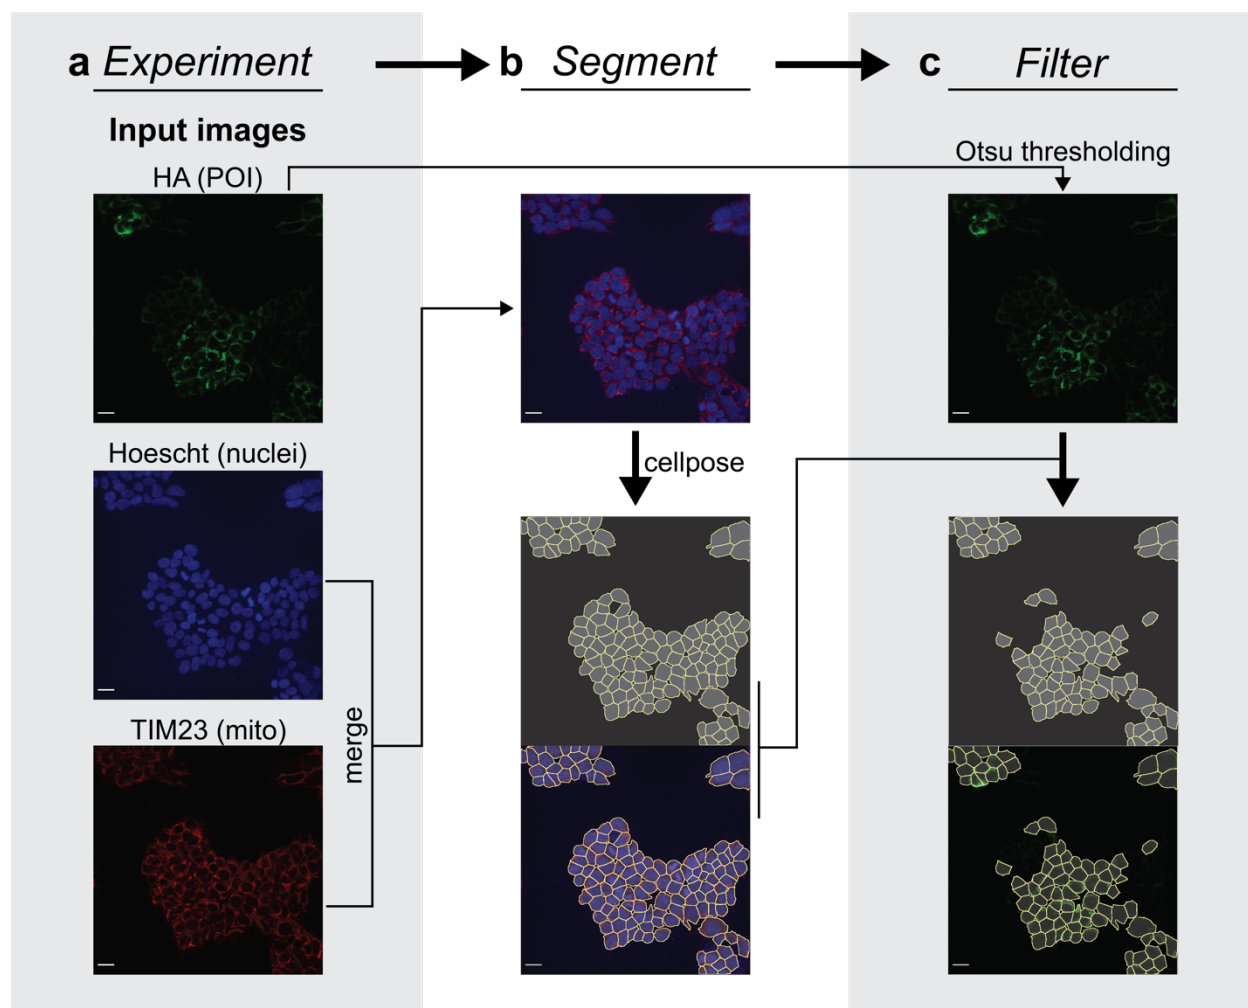 a Experiment
b Segment
c Filter
Input images
HA (POI)
Otsu thresholding
Hoescht (nuclei)
cellpose
TIM23 (mito)
merge